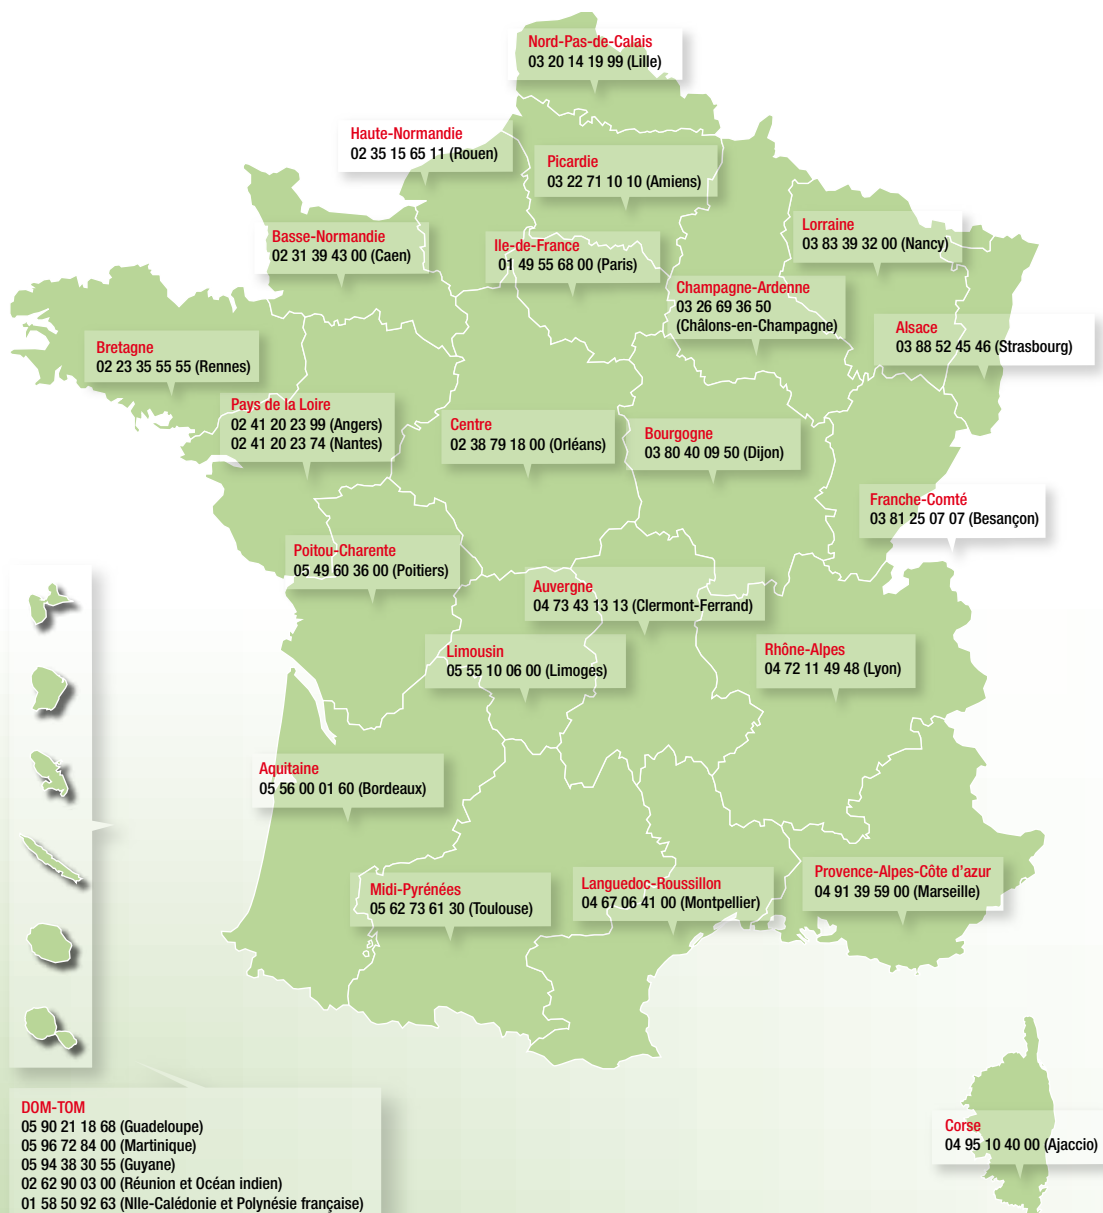 Nord-Pas-de-Calais
03 20 14 19 99 (Lille)
Haute-Normandie
02 35 15 65 11 (Rouen)
Picardie
03 22 71 10 10 (Amiens)
Lorraine
03 83 39 32 00 (Nancy)
Basse-Normandie
02 31 39 43 00 (Caen)
Ile-de-France
01 49 55 68 00 (Paris)
Champagne-Ardenne
03 26 69 36 50
(Châlons-en-Champagne)
Alsace
03 88 52 45 46 (Strasbourg)
Bretagne
02 23 35 55 55 (Rennes)
Pays de la Loire
02 41 20 23 99 (Angers)
02 41 20 23 74 (Nantes)
Centre
02 38 79 18 00 (Orléans)
Bourgogne
03 80 40 09 50 (Dijon)
Franche-Comté
03 81 25 07 07 (Besançon)
Poitou-Charente
05 49 60 36 00 (Poitiers)
Auvergne
04 73 43 13 13 (Clermont-Ferrand)
Limousin
05 55 10 06 00 (Limoges)
Rhône-Alpes
04 72 11 49 48 (Lyon)
Aquitaine
05 56 00 01 60 (Bordeaux)
Midi-Pyrénées
05 62 73 61 30 (Toulouse)
Languedoc-Roussillon
04 67 06 41 00 (Montpellier)
Provence-Alpes-Côte d'azur
04 91 39 59 00 (Marseille)
DOM-TOM
05 90 21 18 68 (Guadeloupe)
05 96 72 84 00 (Martinique)
05 94 38 30 55 (Guyane)
02 62 90 03 00 (Réunion et Océan indien)
01 58 50 92 63 (Nlle-Calédonie et Polynésie française)
Corse
04 95 10 40 00 (Ajaccio)